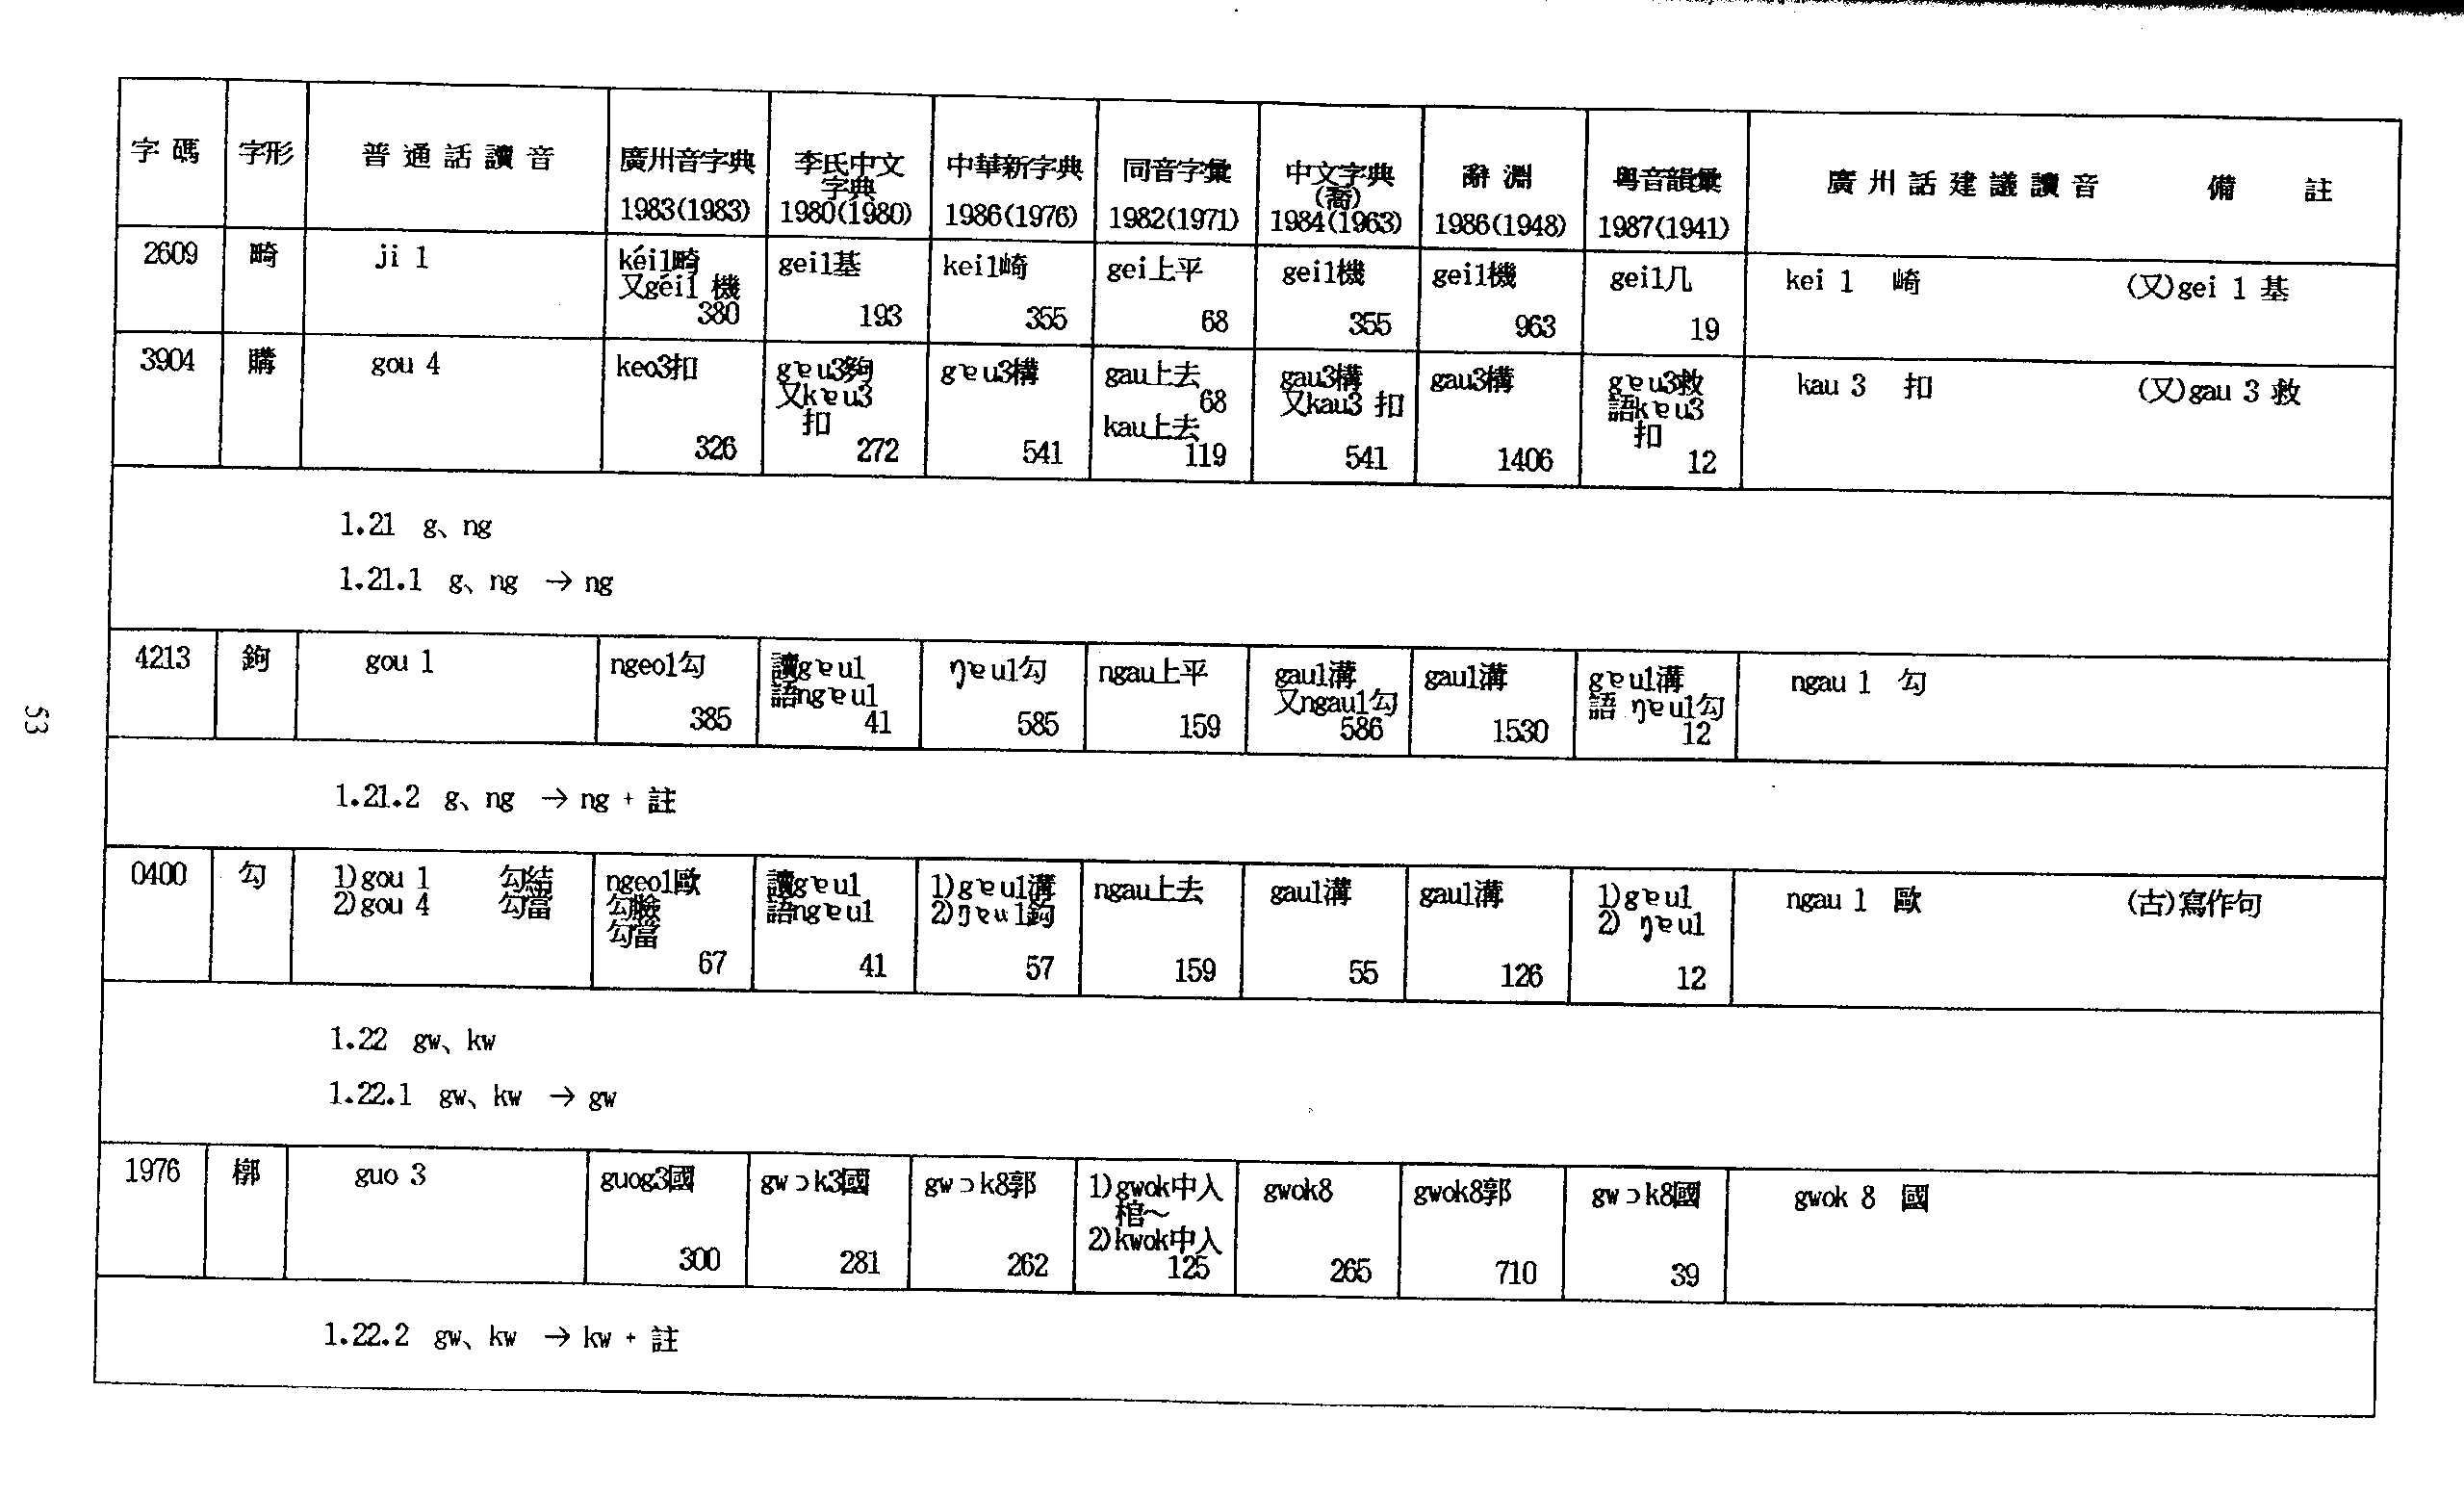 字碼 字形 普通話讀音 廣州音字典 1983(1983) 李氏中文字典 1980(1980) 中華新字典 1986(1976) 同音字彙 1982(1971) 中文字典(喬) 1984(1963) 辭淵 1986(1948) 粵音韻彙 1987(1941) 廣州話建議讀音 備註
2609 畸 ji 1 kéi1畸 又géi1 機 380 gei1基 193 kei1崎 355 gei上平 68 gei1機 355 gei1機 963 gei1几 19 kei 1 崎 (又)gei 1 基
3904 購 gou 4 keo3扣 326 gɐu3夠 又kɐu3 扣 272 gɐu3構 541 gau上去 68 kau上去 119 gau3構 又kau3 扣 541 gau3構 1406 gɐu3救 語kɐu3 扣 12 kau 3 扣 (又)gau 3 救
1.21 g、ng
1.21.1 g、ng → ng
4213 鉤 gou 1 ngeo1勾 385 讀gɐu1 語ngɐu1 41 ŋɐu1勾 585 ngau上平 159 gau1溝 又ngau1勾 586 gau1溝 1530 gɐu1溝 語 ŋɐu1勾 12 ngau 1 勾
1.21.2 g、ng → ng + 註
0400 勾 1)gou 1 勾結 2)gou 4 勾當 ngeo1歐 勾臉 勾當 67 讀gɐu1 語ngɐu1 41 1)gɐu1溝 2)ŋɐu1鉤 57 ngau上去 159 gau1溝 55 gau1溝 126 1)gɐu1 2) ŋɐu1 12 ngau 1 歐 (古)寫作句
1.22 gw、kw
1.22.1 gw、kw → gw
1976 槨 guo 3 guog3國 300 gwɔk3國 281 gwɔk8郭 262 1)gwok中入 棺～ 2)kwok中入 125 gwok8 265 gwok8郭 710 gwɔk8國 39 gwok 8 國
1.22.2 gw、kw → kw + 註
53